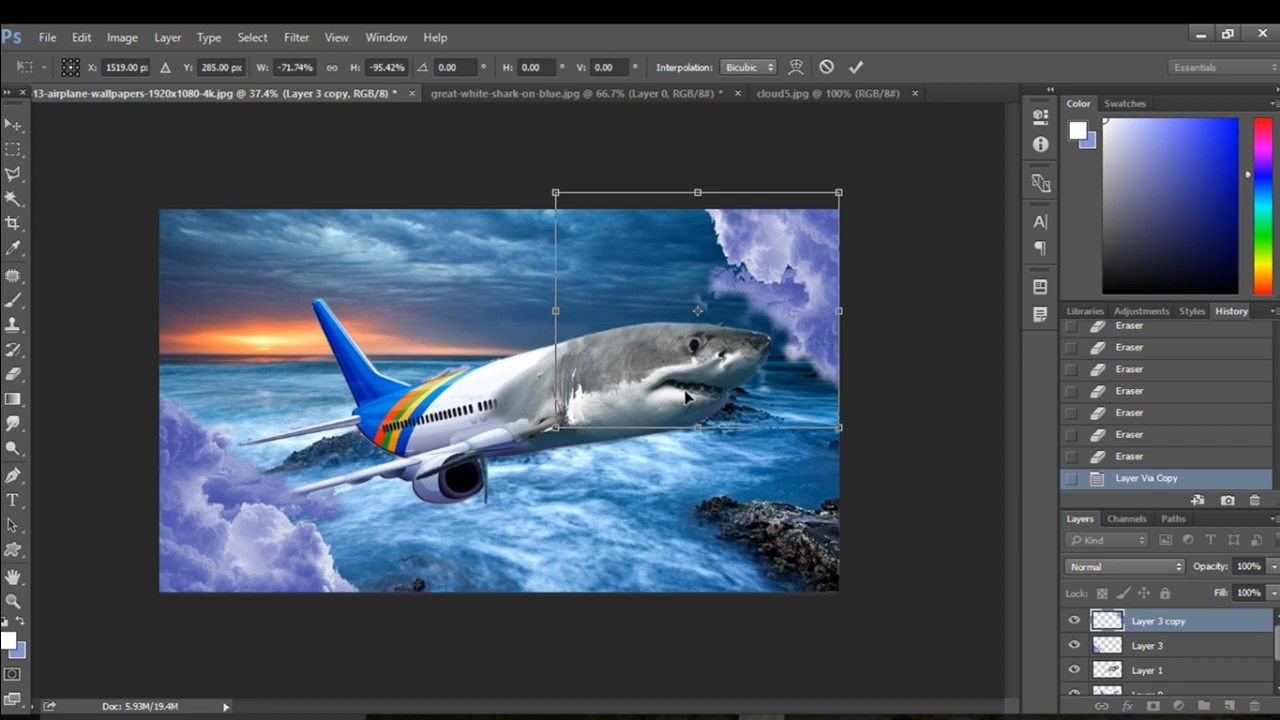 Ps File Edit Image Layer Type Select Filter View Window Help
X: 1519.00 p: Y: 285.00 px W: -71.74% H: -95.42% 0.00 ° H: 0.00 ° V: 0.00 ° Interpolation: Bicubic Essentials
13-airplane-wallpapers-1920x1080-4k.jpg @ 37.4% (Layer 3 copy, RGB/8) * great-white-shark-on-blue.jpg @ 66.7% (Layer 0, RGB/8#) * cloud5.jpg @ 100% (RGB/8#)
Color Swatches
Libraries Adjustments Styles History
Eraser
Eraser
Eraser
Eraser
Eraser
Eraser
Eraser
Layer Via Copy
Layers Channels Paths
Kind
Normal Opacity: 100%
Lock: Fill: 100%
Layer 3 copy
Layer 3
Layer 1
Doc: 5.93M/19.4M